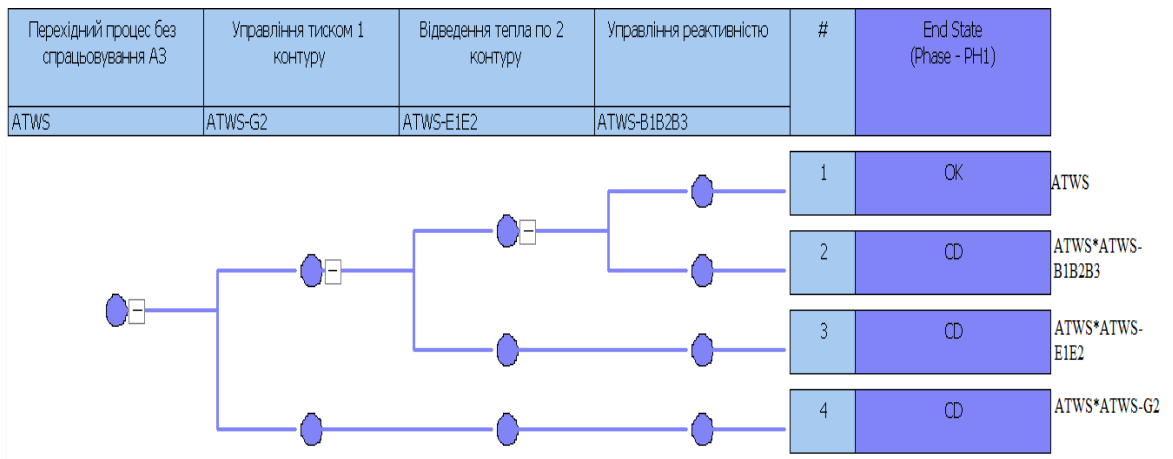 Перехідний процес без
спрацьовування АЗ
Управління тиском 1
контуру
Відведення тепла по 2
контуру
Управління реактивністю
#
End State
(Phase - PH1)
ATWS
ATWS-G2
ATWS-E1E2
ATWS-B1B2B3
1
OK
ATWS
2
CD
ATWS*ATWS-
B1B2B3
3
CD
ATWS*ATWS-
E1E2
4
CD
ATWS*ATWS-G2